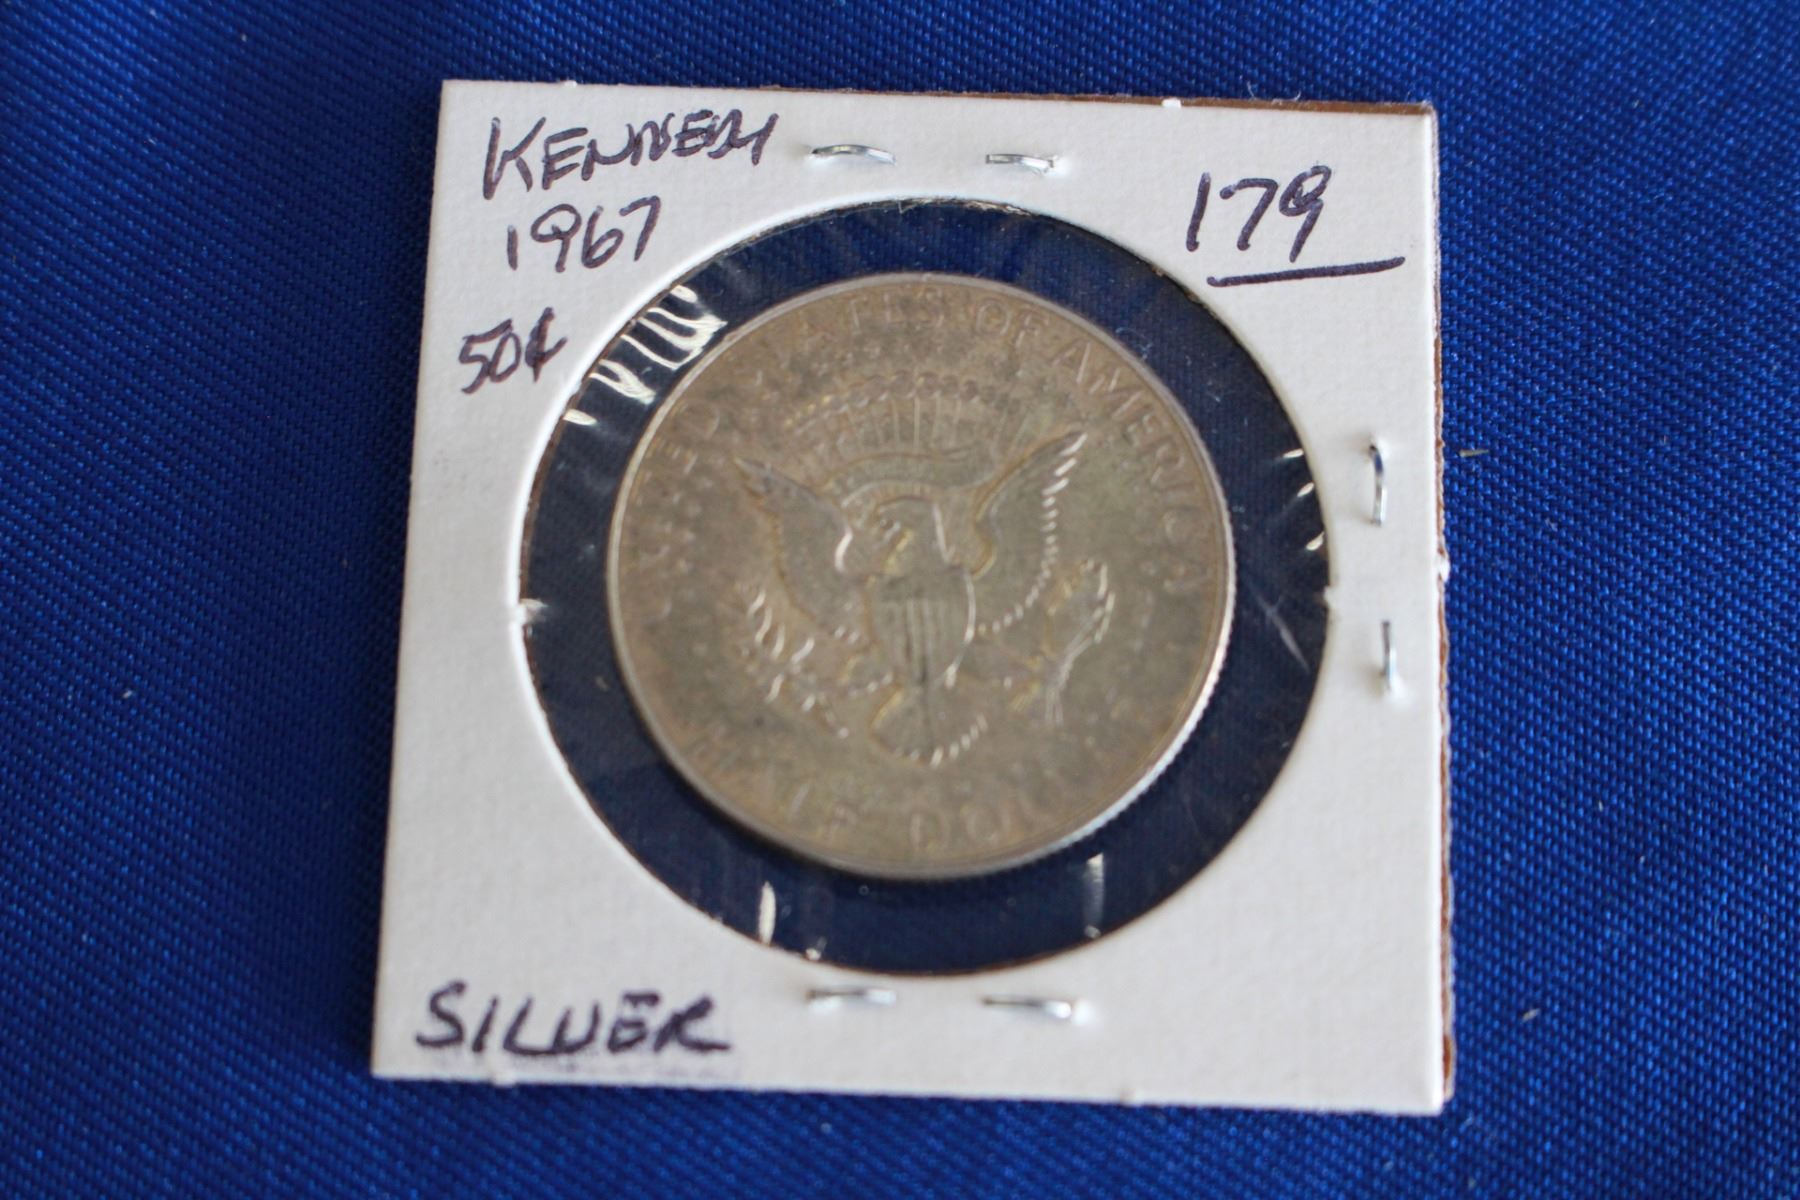 KENNEDY
1967
50¢
179
UNITED STATES OF AMERICA
HALF DOLLAR
SILVER